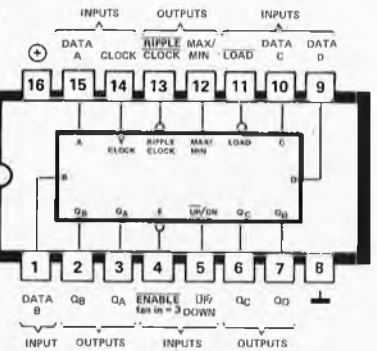 INPUTS OUTPUTS INPUTS
DATA RIPPLE MAX/ DATA DATA
A CLOCK CLOCK MIN LOAD C D
16 15 14 13 12 11 10 9
A CLOCK RIPPLE CLOCK MAX/ MIN LOAD C
B D
QB QA E UP/DN QC QD
1 2 3 4 5 6 7 8
DATA QB QA ENABLE UP/ QC QD
B fan in = 3 DOWN
INPUT OUTPUTS INPUTS OUTPUTS